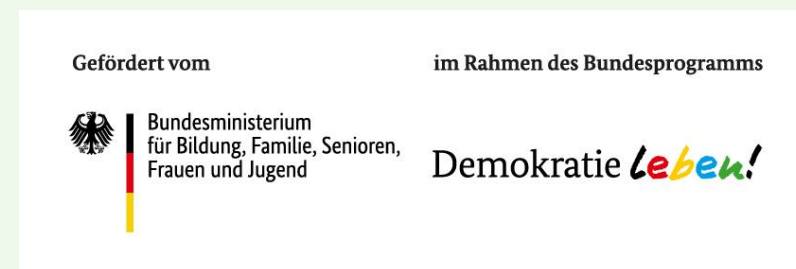 Gefördert vom
im Rahmen des Bundesprogramms
Bundesministerium
für Bildung, Familie, Senioren,
Frauen und Jugend
Demokratie Leben!